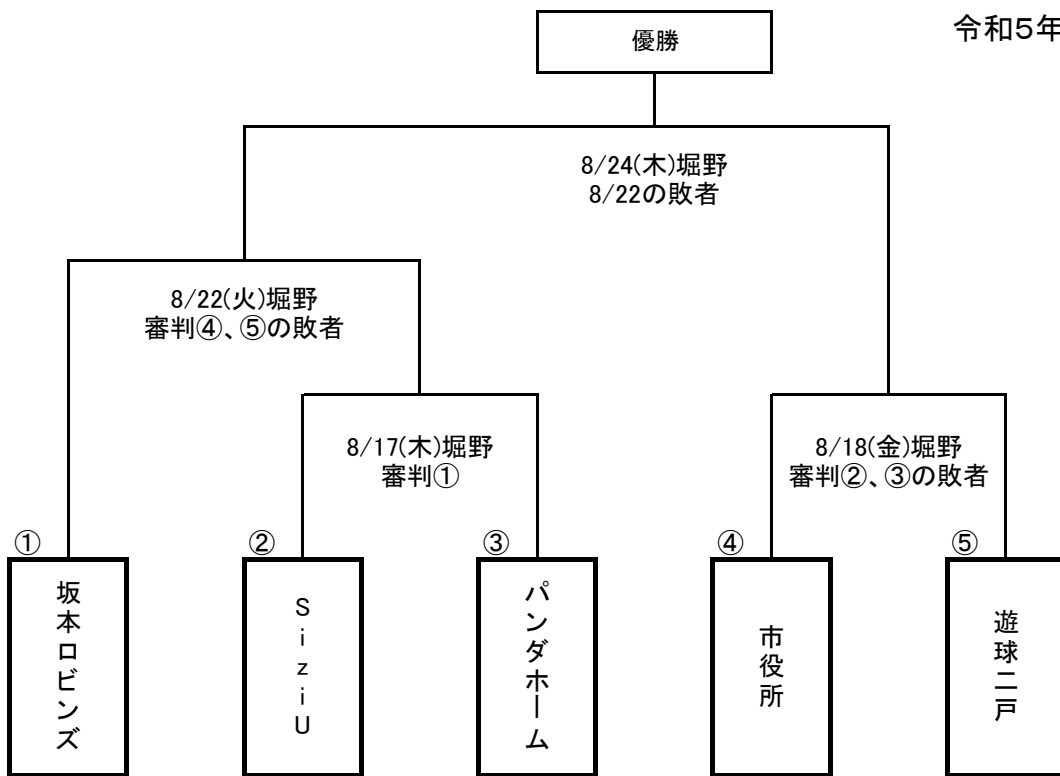 令和5年
優勝
8/24(木)堀野
8/22の敗者
8/22(火)堀野
審判④、⑤の敗者
8/17(木)堀野
審判①
8/18(金)堀野
審判②、③の敗者
①
②
③
④
⑤
坂本ロビンズ
SiziU
パンダホーム
市役所
遊球二戸